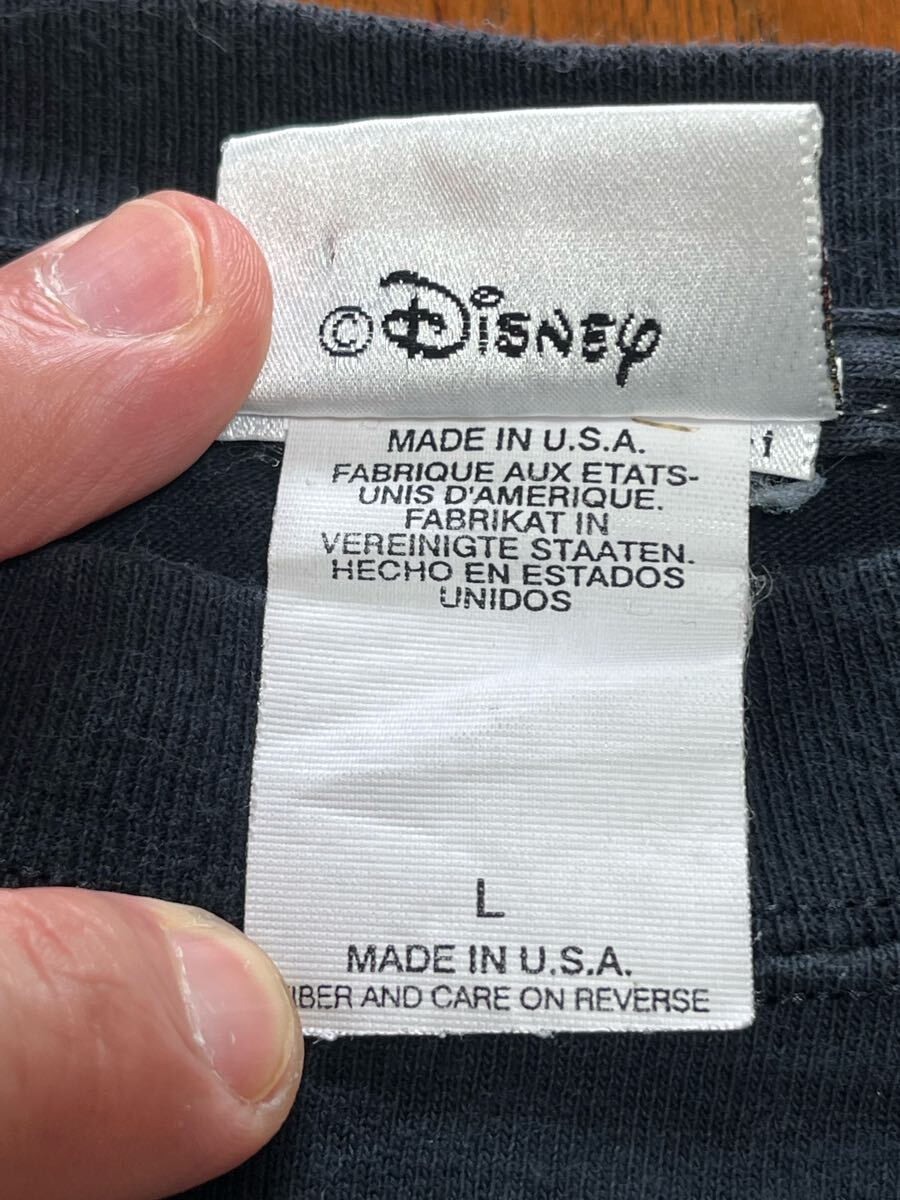 ©Disney
MADE IN U.S.A.
FABRIQUE AUX ETATS-
UNIS D'AMERIQUE.
FABRIKAT IN
VEREINIGTE STAATEN.
HECHO EN ESTADOS
UNIDOS
L
MADE IN U.S.A.
AND CARE ON REVERSE